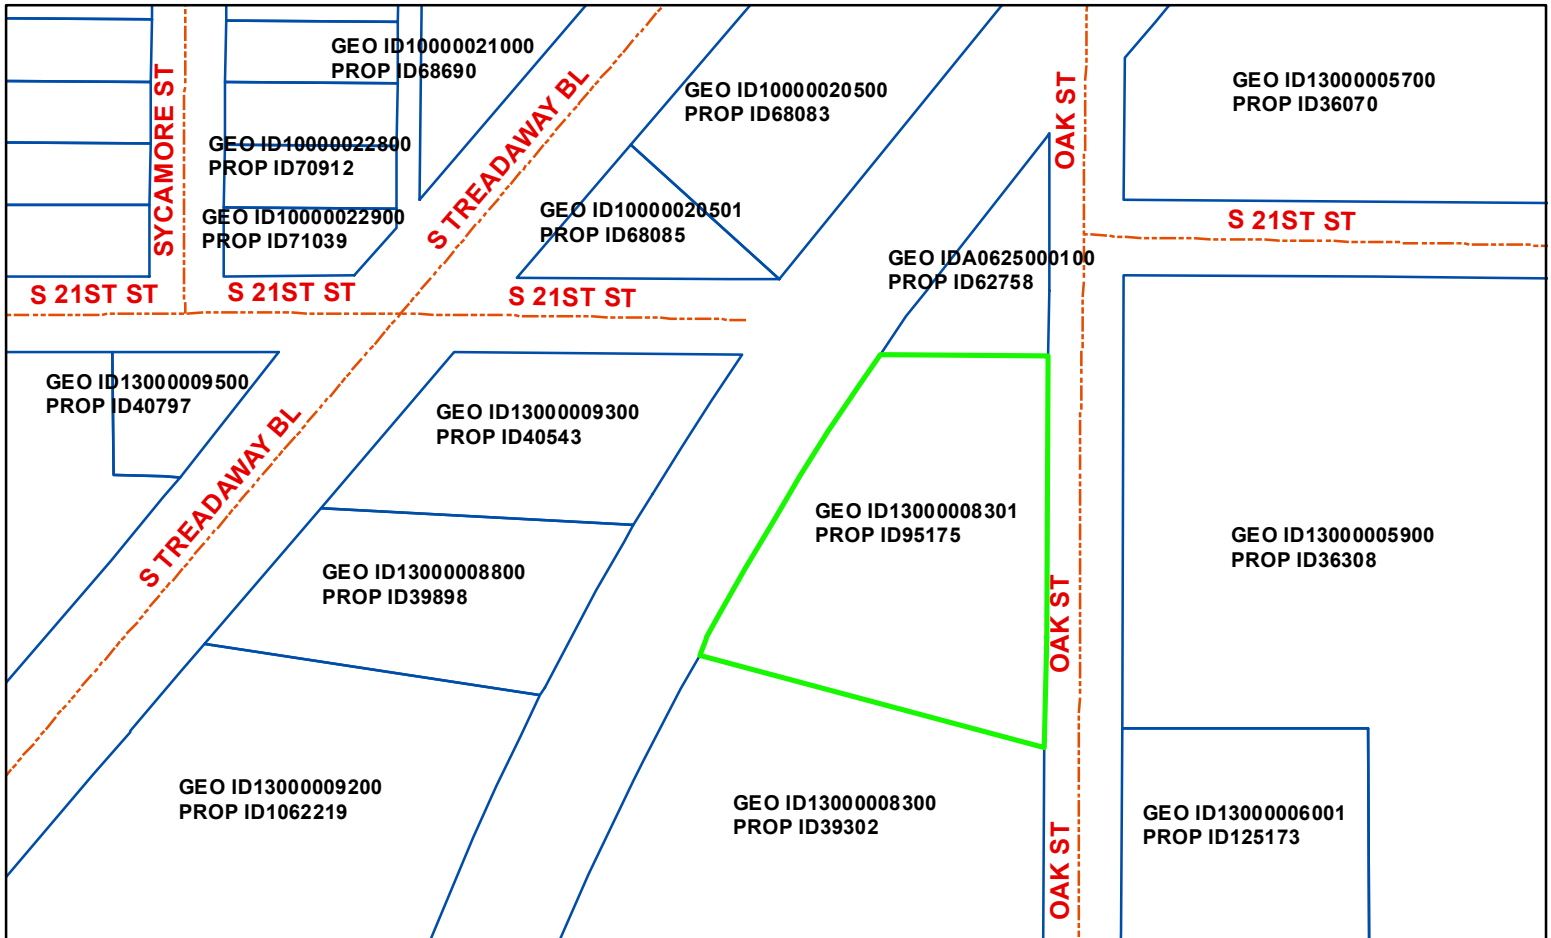 GEO ID10000021000
PROP ID68690
SYCAMORE ST
GEO ID10000022800
PROP ID70912
GEO ID10000022900
PROP ID71039
S TREADAWAY BL
GEO ID10000020500
PROP ID68083
GEO ID10000020501
PROP ID68085
OAK ST
GEO ID13000005700
PROP ID36070
S 21ST ST
GEO IDA0625000100
PROP ID62758
S 21ST ST
S 21ST ST
S 21ST ST
GEO ID13000009500
PROP ID40797
GEO ID13000009300
PROP ID40543
S TREADAWAY BL
GEO ID13000008301
PROP ID95175
GEO ID13000005900
PROP ID36308
GEO ID13000008800
PROP ID39898
OAK ST
GEO ID13000009200
PROP ID1062219
GEO ID13000008300
PROP ID39302
OAK ST
GEO ID13000006001
PROP ID125173